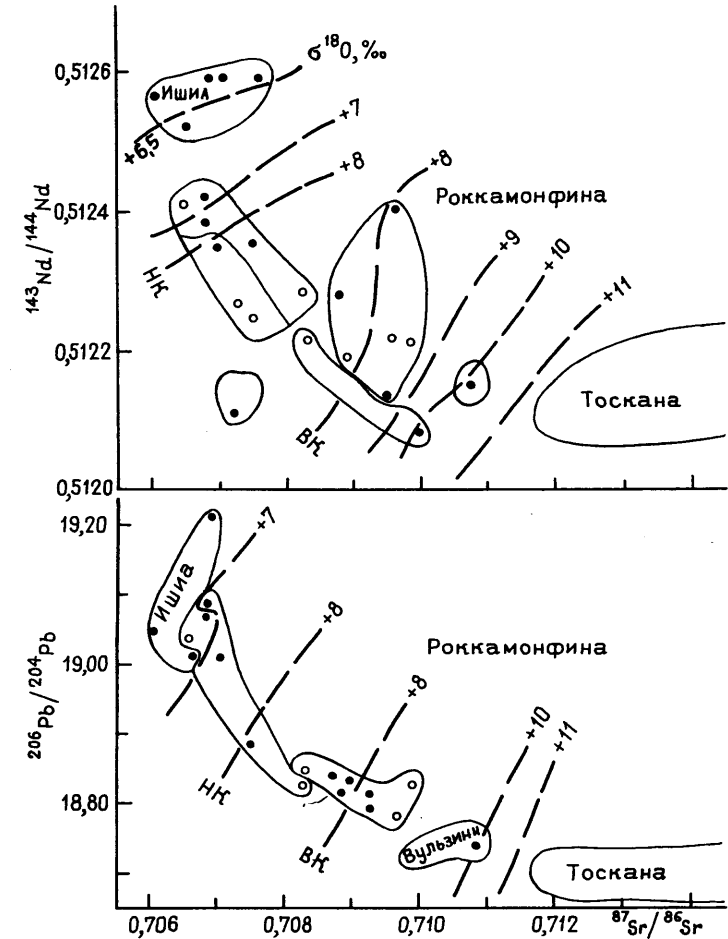 0,5126
σ¹⁸O,‰
Ишиа
+6,5
+7
+8
+8
0,5124
Роккамонфина
¹⁴³Nd/¹⁴⁴Nd
НК
+9
+10
+11
0,5122
Тоскана
ВК
0,5120
19,20
+7
Ишиа
+8
19,00
Роккамонфина
²⁰⁶Pb/²⁰⁴Pb
+8
+10
+11
НК
18,80
ВК
Вульзини
Тоскана
0,706 0,708 0,710 0,712 ⁸⁷Sr/⁸⁶Sr